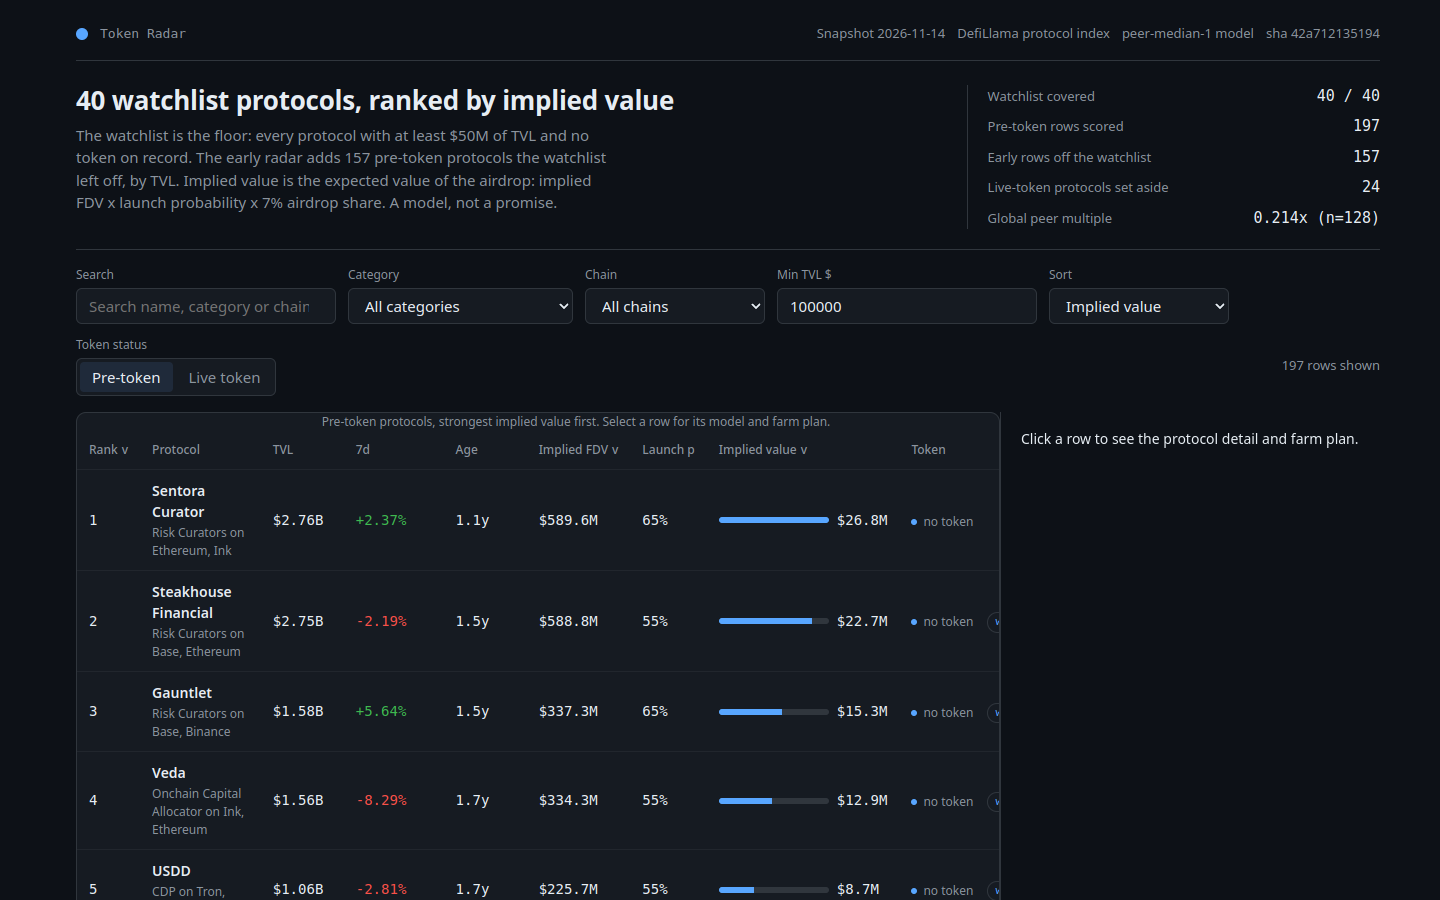 Token Radar
Snapshot 2026-11-14 DefiLlama protocol index peer-median-1 model sha 42a712135194
40 watchlist protocols, ranked by implied value
The watchlist is the floor: every protocol with at least $50M of TVL and no
token on record. The early radar adds 157 pre-token protocols the watchlist
left off, by TVL. Implied value is the expected value of the airdrop: implied
FDV x launch probability x 7% airdrop share. A model, not a promise.
Watchlist covered 40 / 40
Pre-token rows scored 197
Early rows off the watchlist 157
Live-token protocols set aside 24
Global peer multiple 0.214x (n=128)
Search Category Chain Min TVL $ Sort
Search name, category or chain All categories All chains 100000 Implied value
Token status
Pre-token Live token
197 rows shown
Pre-token protocols, strongest implied value first. Select a row for its model and farm plan.
Rank v Protocol TVL 7d Age Implied FDV v Launch p Implied value v Token
Click a row to see the protocol detail and farm plan.
Sentora
Curator
1 $2.76B +2.37% 1.1y $589.6M 65% $26.8M no token
Risk Curators on
Ethereum, Ink
Steakhouse
Financial
2 $2.75B -2.19% 1.5y $588.8M 55% $22.7M no token
Risk Curators on
Base, Ethereum
Gauntlet
3 $1.58B +5.64% 1.5y $337.3M 65% $15.3M no token
Risk Curators on
Base, Binance
Veda
Onchain Capital
4 $1.56B -8.29% 1.7y $334.3M 55% $12.9M no token
Allocator on Ink,
Ethereum
USDD
5 $1.06B -2.81% 1.7y $225.7M 55% $8.7M no token
CDP on Tron,